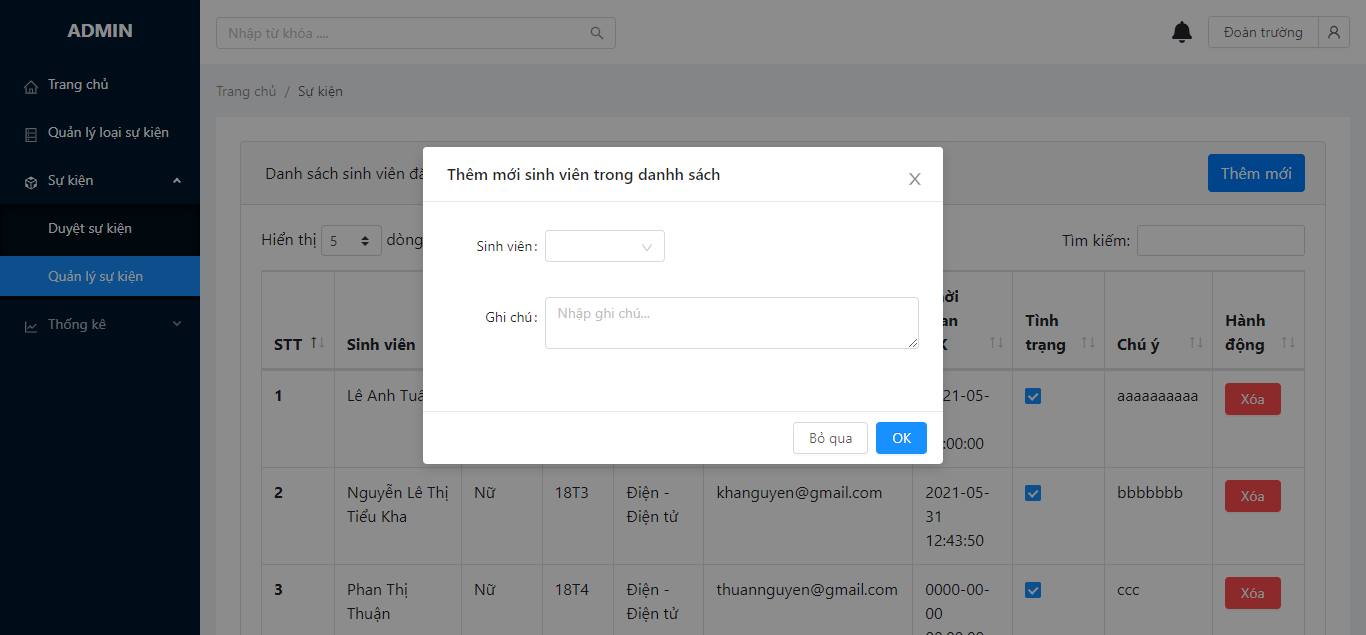 ADMIN
Nhập từ khóa ....
Đoàn trường
Trang chủ
Quản lý loại sự kiện
Sự kiện
Duyệt sự kiện
Quản lý sự kiện
Thống kê
Trang chủ / Sự kiện
Danh sách sinh viên
Thêm mới
Hiển thị 5 dòng
Tìm kiếm:
Thêm mới sinh viên trong danhh sách
Sinh viên:
Ghi chú:
Nhập ghi chú...
Bỏ qua
OK
STT Sinh viên Tình trạng Chú ý Hành động
1 Lê Anh 21-05- aaaaaaaaaa Xóa
:00:00
2 Nguyễn Lê Thị Nữ 18T3 Điện - khanguyen@gmail.com 2021-05- bbbbbbb Xóa
Tiểu Kha Điện tử 31
12:43:50
3 Phan Thị Nữ 18T4 Điện - thuannguyen@gmail.com 0000-00- ccc Xóa
Thuận Điện tử 00